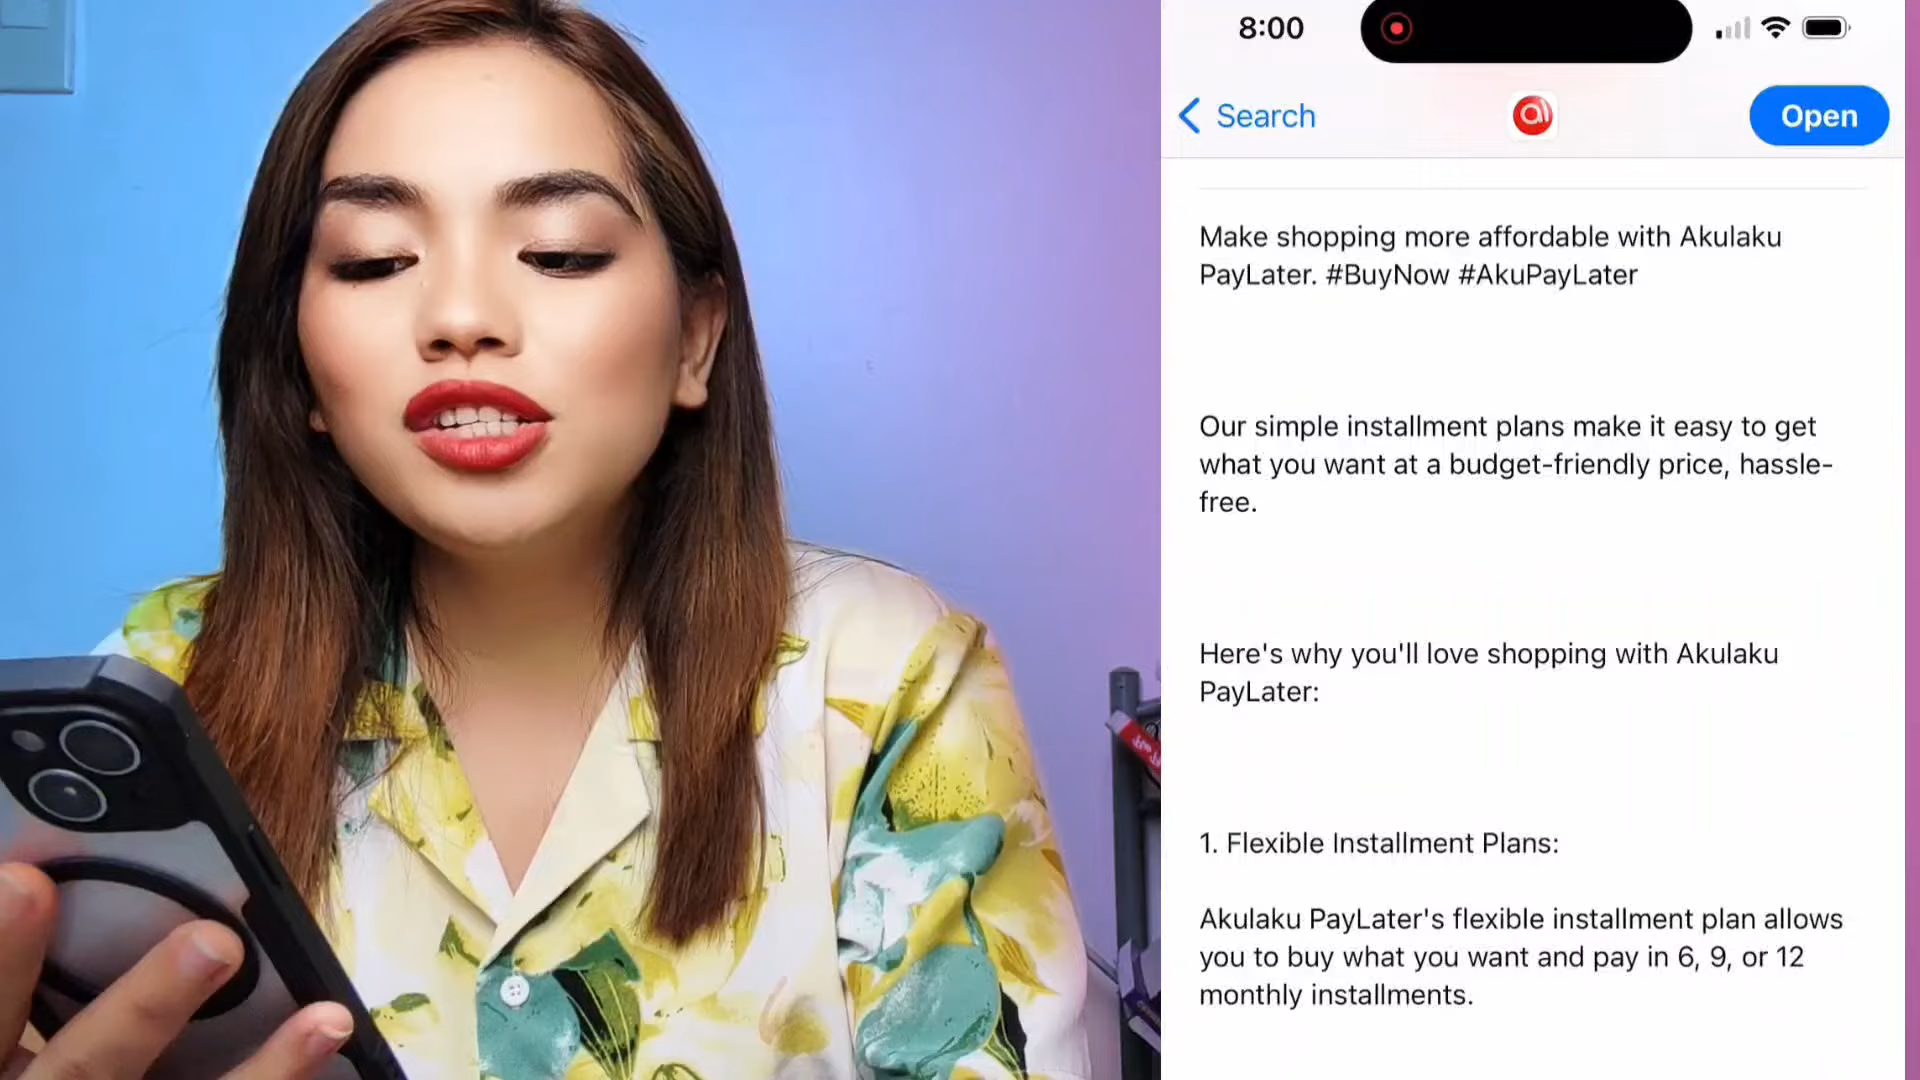 8:00
Search
Open
Make shopping more affordable with Akulaku
PayLater. #BuyNow #AkuPayLater
Our simple installment plans make it easy to get
what you want at a budget-friendly price, hassle-
free.
Here's why you'll love shopping with Akulaku
PayLater:
1. Flexible Installment Plans:
Akulaku PayLater's flexible installment plan allows
you to buy what you want and pay in 6, 9, or 12
monthly installments.